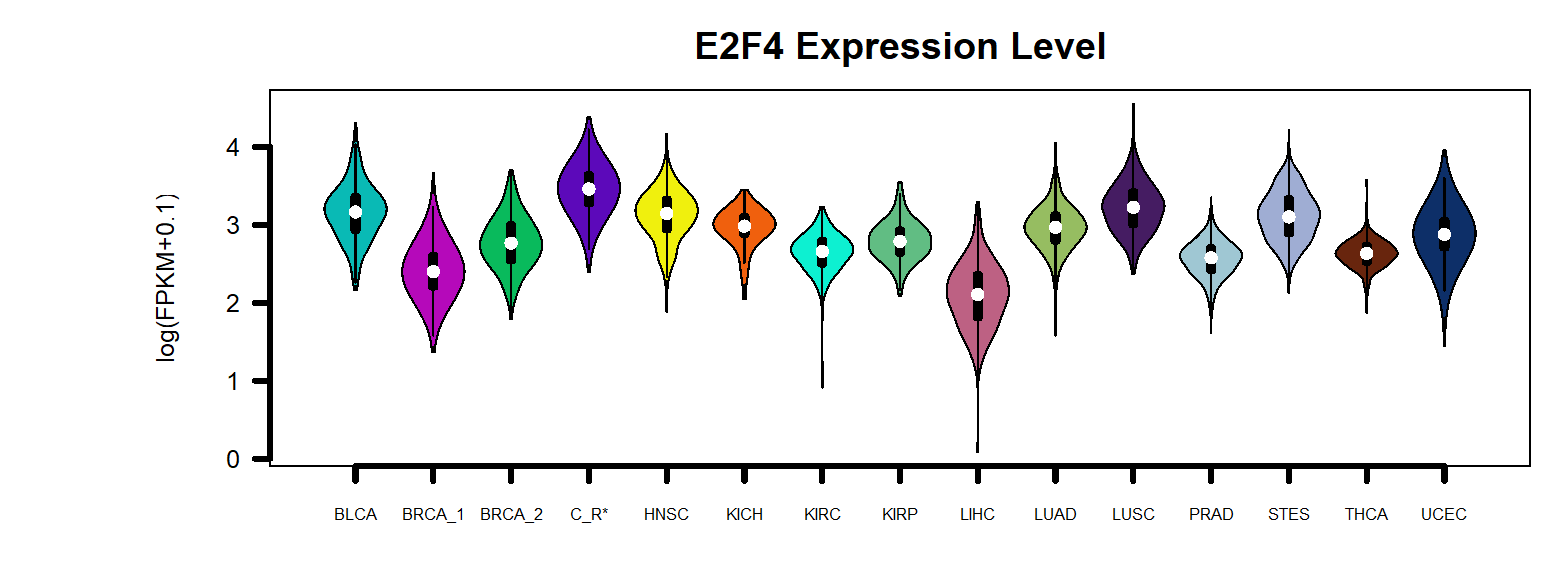 E2F4 Expression Level
log(FPKM+0.1)
4
3
2
1
0
BLCA BRCA_1 BRCA_2 C_R* HNSC KICH KIRC KIRP LIHC LUAD LUSC PRAD STES THCA UCEC